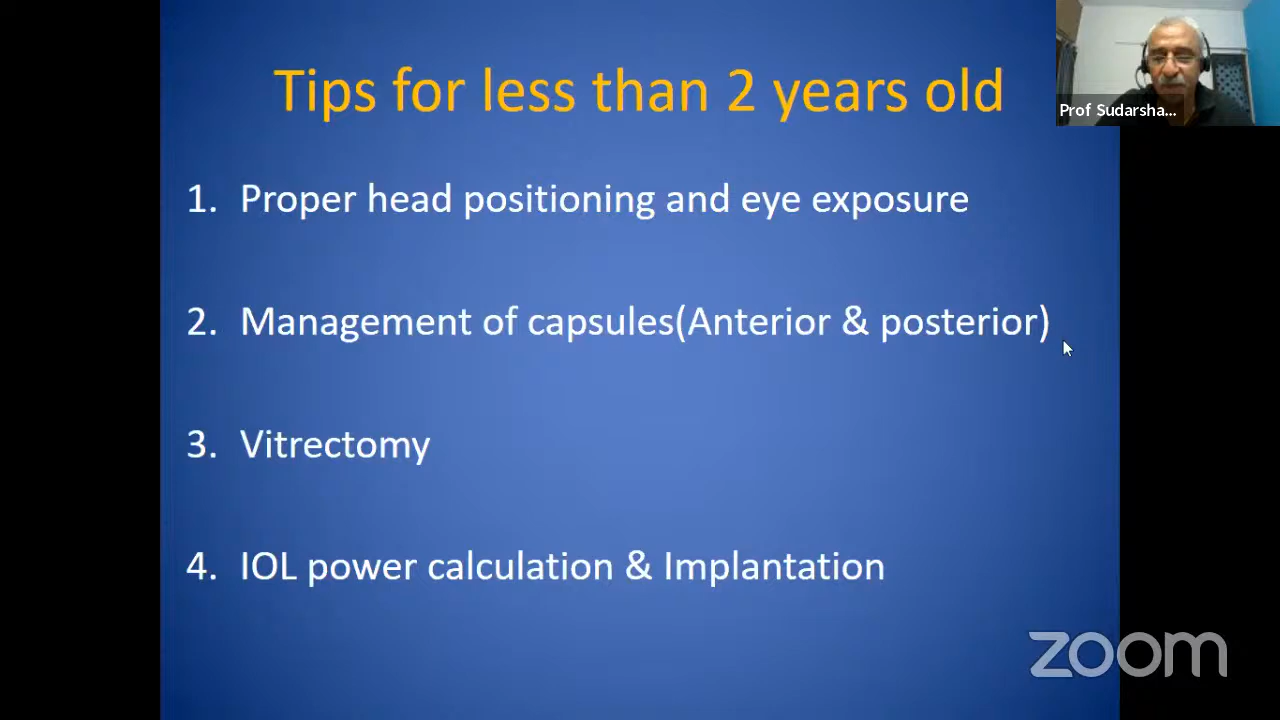 Tips for less than 2 years old
Prof Sudarsha...
1. Proper head positioning and eye exposure
2. Management of capsules(Anterior & posterior)
3. Vitrectomy
4. IOL power calculation & Implantation
zoom